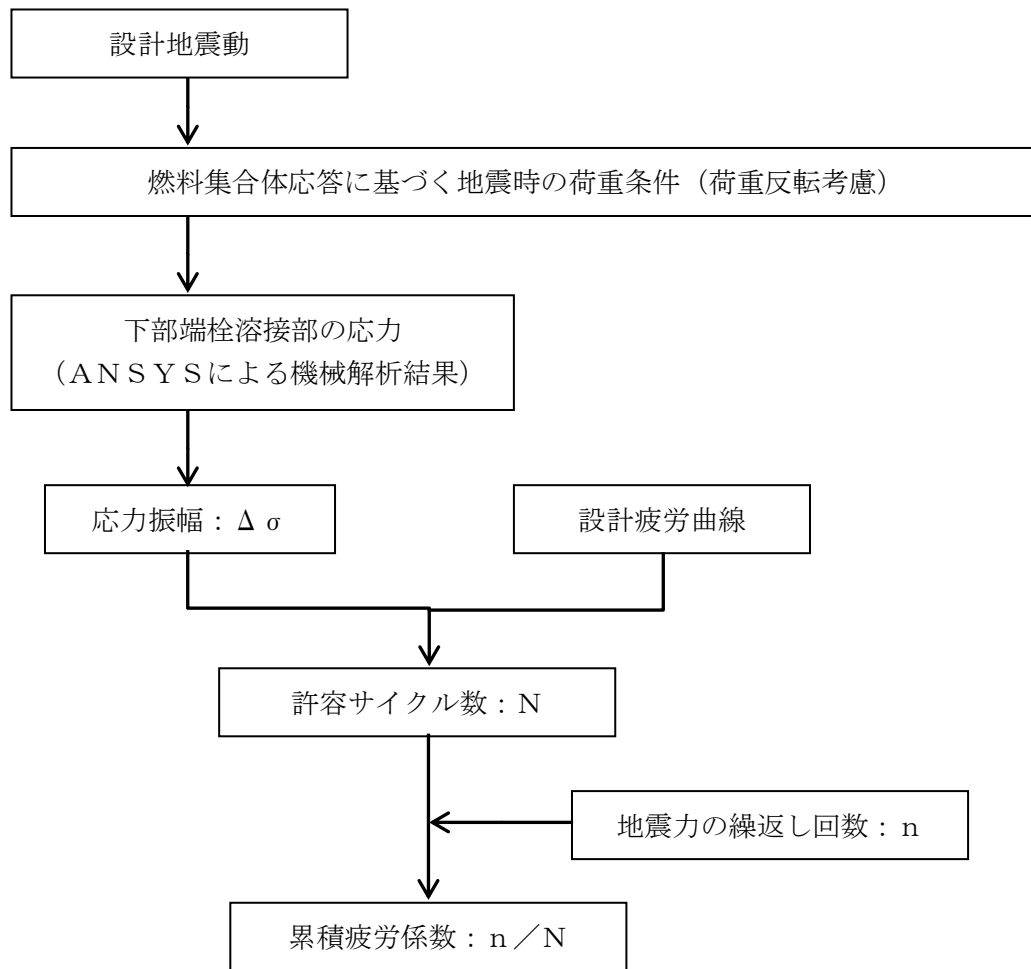 設計地震動
燃料集合体応答に基づく地震時の荷重条件（荷重反転考慮）
下部端栓溶接部の応力
（ＡＮＳＹＳによる機械解析結果）
応力振幅：Δσ
設計疲労曲線
許容サイクル数：Ｎ
地震力の繰返し回数：ｎ
累積疲労係数：ｎ／Ｎ